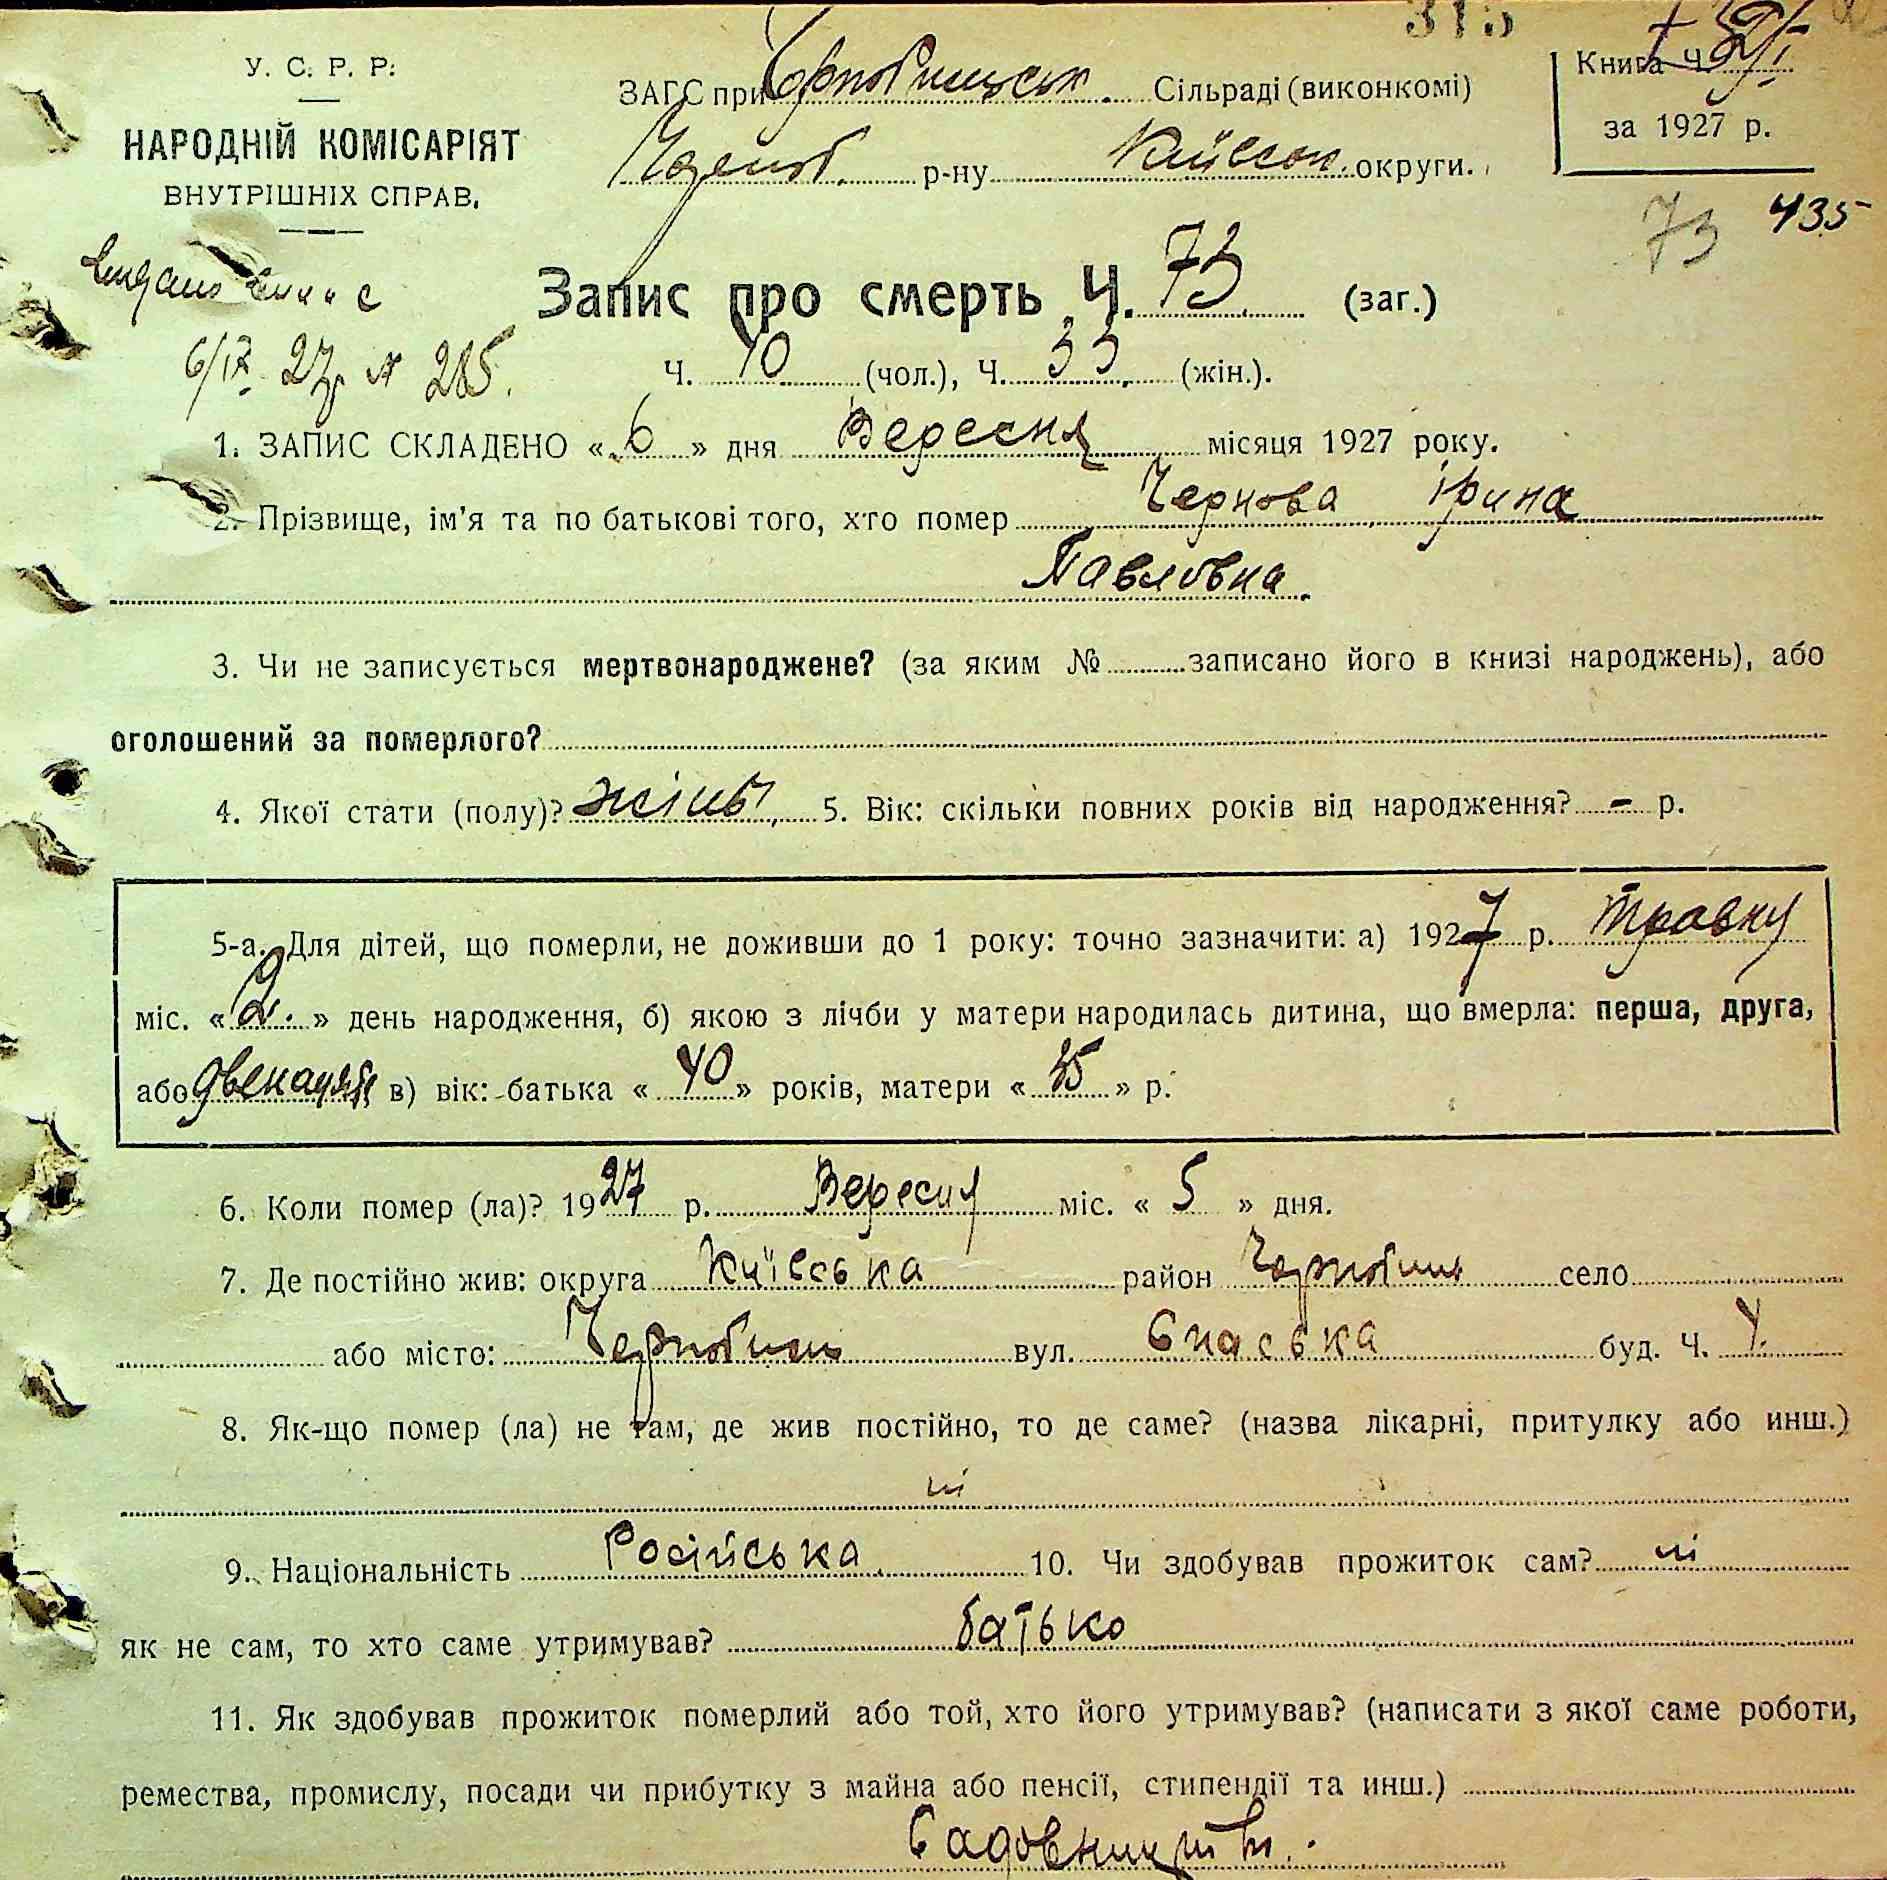 315
У. С. Р. Р.
НАРОДНІЙ КОМІСАРІЯТ
ВНУТРІШНІХ СПРАВ.
ЗАГС при Чорнобильськ. Сільраді (виконкомі)
Чорноб. р-ну Київськ. округи.
Книга Ч.
за 1927 р.
73 435
6/IX 27 р № 285.
Запис про смерть Ч. 73 (заг.)
Ч. 40 (чол.), Ч. 33 (жін.).
1. ЗАПИС СКЛАДЕНО « 6 » дня Вересня місяця 1927 року.
2. Прізвище, ім'я та по батькові того, хто помер Чернова Ірина
Павловна.
3. Чи не записується мертвонароджене? (за яким № записано його в книзі народжень), або
оголошений за померлого?
4. Якої стати (полу)? жіноч. 5. Вік: скільки повних років від народження? - р.
5-а. Для дітей, що померли, не доживши до 1 року: точно зазначити: а) 1927 р. травня
міс. « 2. » день народження, б) якою з лічби у матери народилась дитина, що вмерла: перша, друга,
або в) вік: батька « 40 » років, матери « 35 » р.
6. Коли помер (ла)? 1927 р. Вересня міс. « 5 » дня.
7. Де постійно жив: округа Київська район Чорнобиль село
або місто: Чорнобиль вул. Спаська буд. Ч. 4.
8. Як-що помер (ла) не там, де жив постійно, то де саме? (назва лікарні, притулку або инш.)
ні
9. Національність Російська 10. Чи здобував прожиток сам? ні
як не сам, то хто саме утримував? батько
11. Як здобував прожиток померлий або той, хто його утримував? (написати з якої саме роботи,
ремества, промислу, посади чи прибутку з майна або пенсії, стипендії та инш.)
Садовництво.